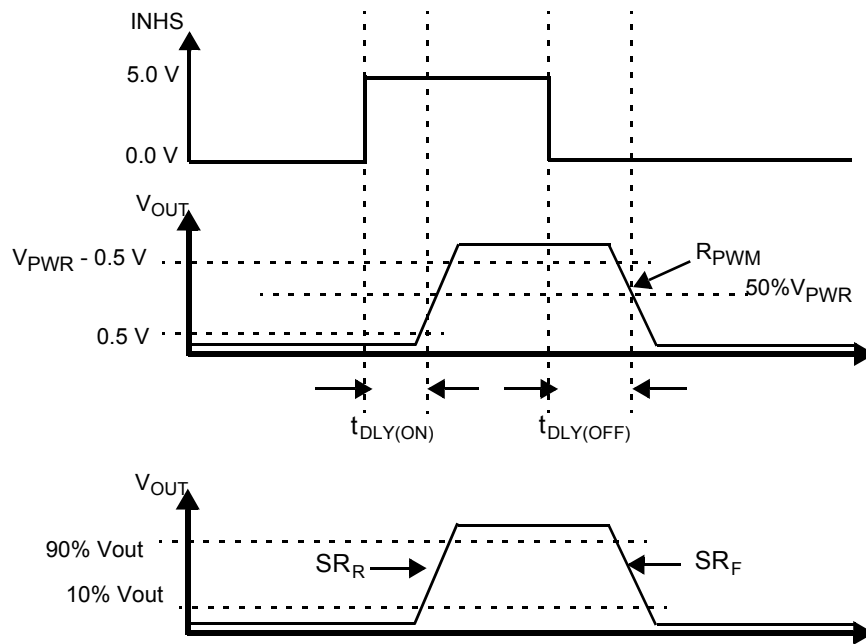 INHS
5.0 V
0.0 V
VOUT
VPWR - 0.5 V
RPWM
50%VPWR
0.5 V
tDLY(ON)
tDLY(OFF)
VOUT
90% Vout
SRR
SRF
10% Vout